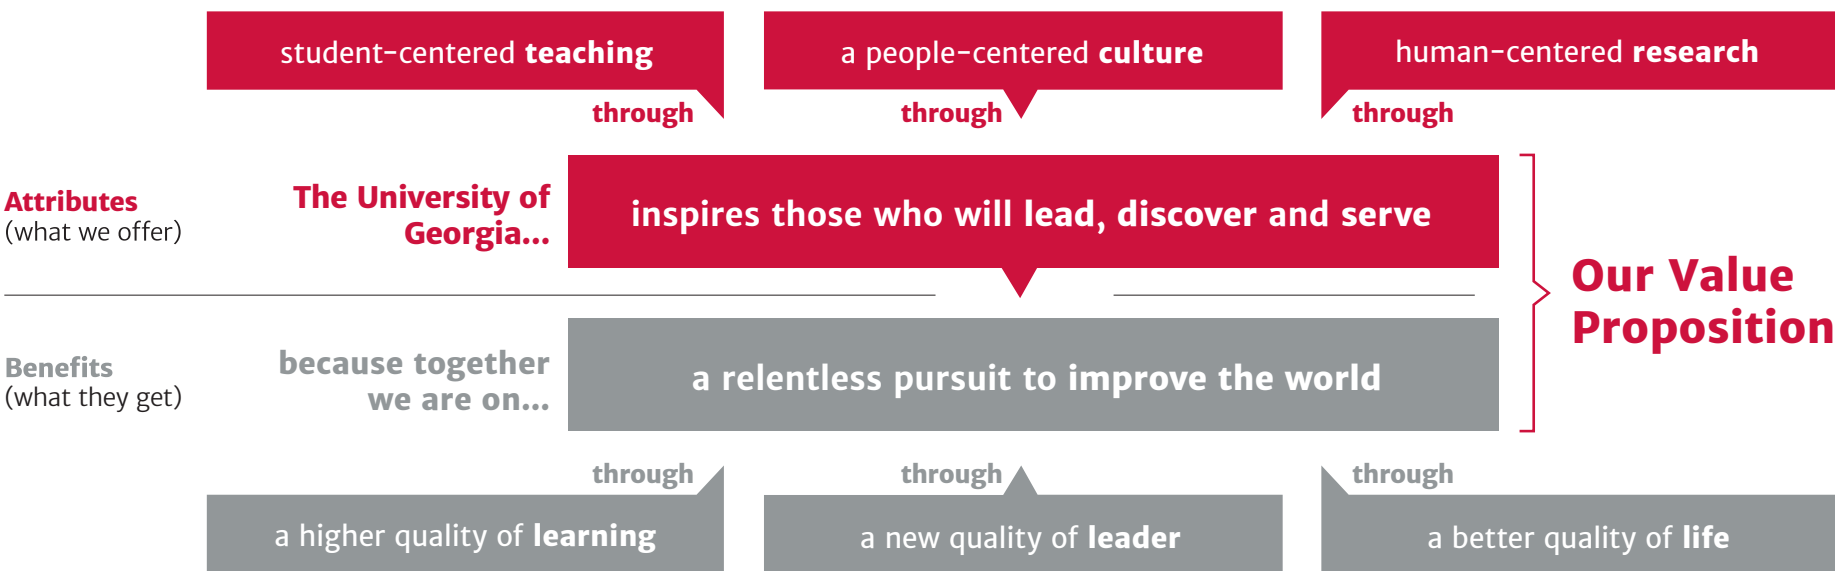 student-centered teaching
a people-centered culture
human-centered research
through
through
through
Attributes
(what we offer)
The University of
Georgia...
inspires those who will lead, discover and serve
Our Value
Proposition
Benefits
(what they get)
because together
we are on...
a relentless pursuit to improve the world
through
through
through
a higher quality of learning
a new quality of leader
a better quality of life